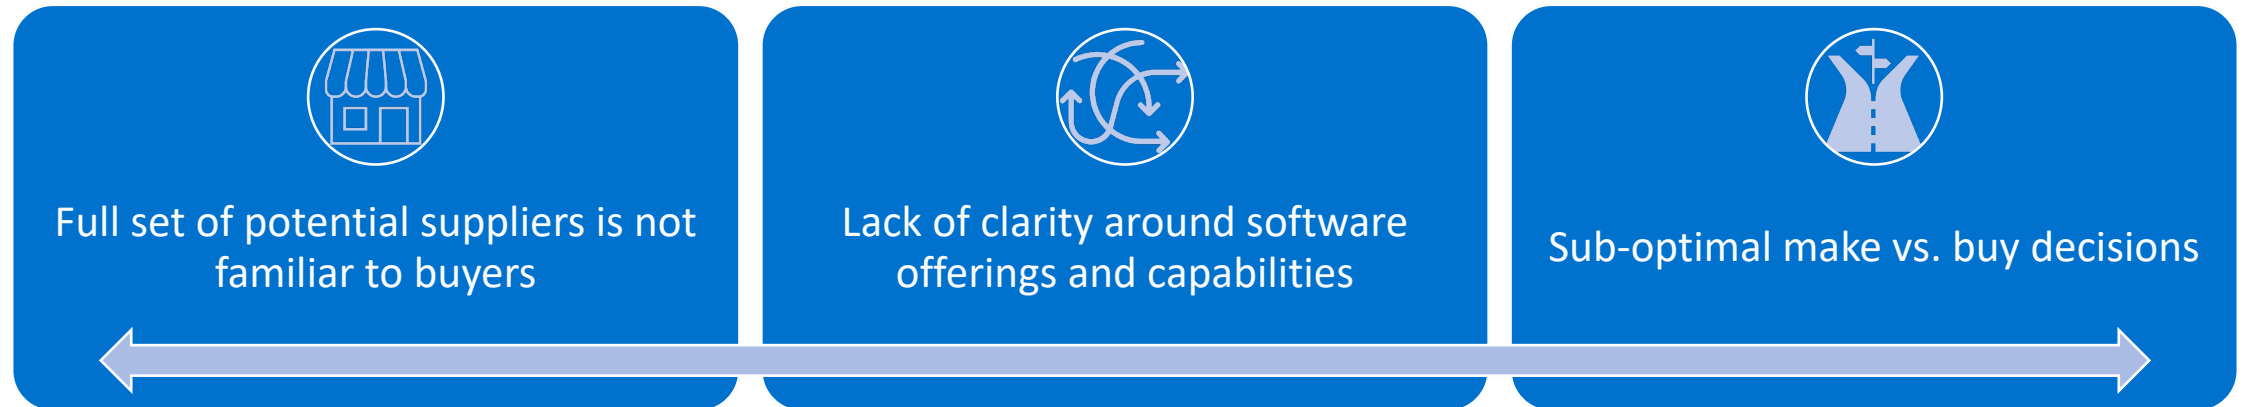 Full set of potential suppliers is not
familiar to buyers
Lack of clarity around software
offerings and capabilities
Sub-optimal make vs. buy decisions